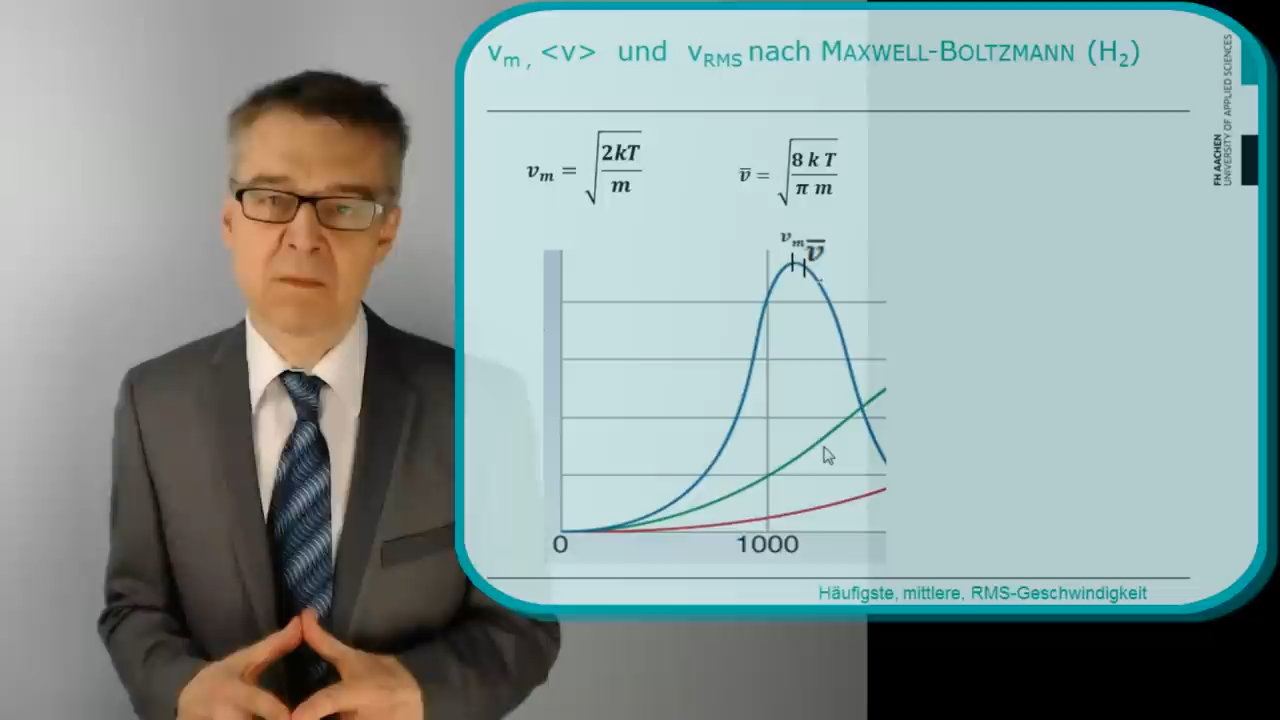 vₘ, <v> und v_RMS nach MAXWELL-BOLTZMANN (H₂)
FH AACHEN
UNIVERSITY OF APPLIED SCIENCES
vₘ = √(2kT/m)
v̅ = √(8 k T/π m)
vₘ v̅
0 1000
Häufigste, mittlere, RMS-Geschwindigkeit